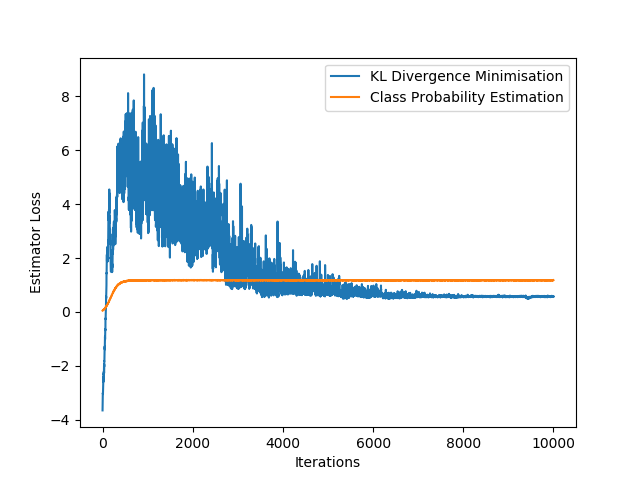 KL Divergence Minimisation
Class Probability Estimation
Estimator Loss
8
6
4
2
0
−2
−4
0 2000 4000 6000 8000 10000
Iterations